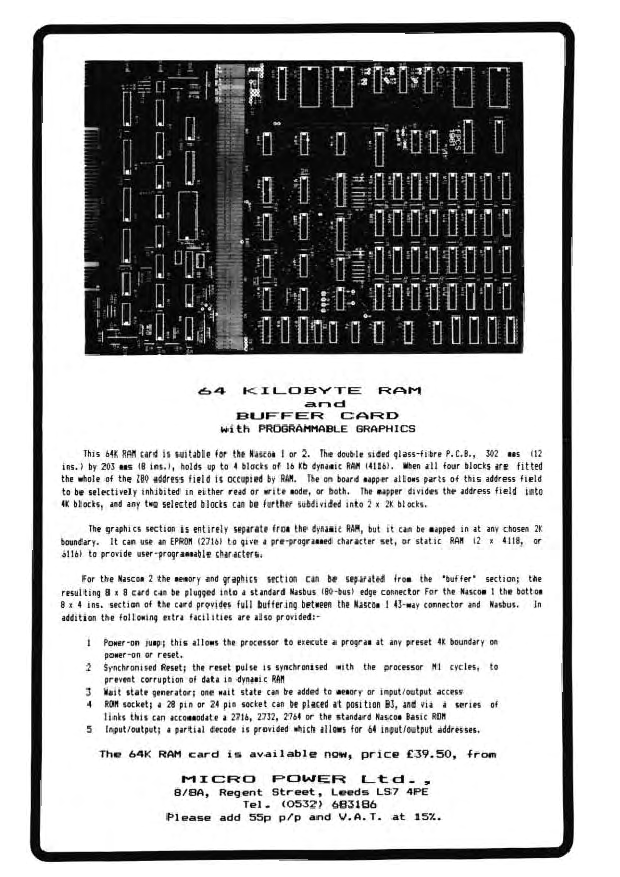 64 KILOBYTE RAM
and
BUFFER CARD
with PROGRAMMABLE GRAPHICS
This 64K RAM card is suitable for the Nascom 1 or 2. The double sided glass-fibre P.C.B., 302 mms (12
ins.) by 203 mms (8 ins.), holds up to 4 blocks of 16 Kb dynamic RAM (4116). When all four blocks are fitted
the whole of the Z80 address field is occupied by RAM. The on board mapper allows parts of this address field
to be selectively inhibited in either read or write mode, or both. The mapper divides the address field into
4K blocks, and any two selected blocks can be further subdivided into 2 x 2K blocks.
The graphics section is entirely separate from the dynamic RAM, but it can be mapped in at any chosen 2K
boundary. It can use an EPROM (2716) to give a pre-programmed character set, or static RAM (2 x 4118, or
6116) to provide user-programmable characters.
For the Nascom 2 the memory and graphics section can be separated from the "buffer" section; the
resulting 8 x 8 card can be plugged into a standard Nasbus (80-bus) edge connector For the Nascom 1 the bottom
8 x 4 ins. section of the card provides full buffering between the Nascom 1 43-way connector and Nasbus. In
addition the following extra facilities are also provided:-
1 Power-on jump; this allows the processor to execute a program at any preset 4K boundary on
power-on or reset.
2 Synchronised Reset; the reset pulse is synchronised with the processor M1 cycles, to
prevent corruption of data in dynamic RAM
3 Wait state generator; one wait state can be added to memory or input/output access
4 ROM socket; a 28 pin or 24 pin socket can be placed at position B3, and via a series of
links this can accommodate a 2716, 2732, 2764 or the standard Nascom Basic ROM
5 Input/output; a partial decode is provided which allows for 64 input/output addresses.
The 64K RAM card is available now, price £39.50, from
MICRO POWER Ltd.,
8/8A, Regent Street, Leeds LS7 4PE
Tel. (0532) 683186
Please add 55p p/p and V.A.T. at 15%.